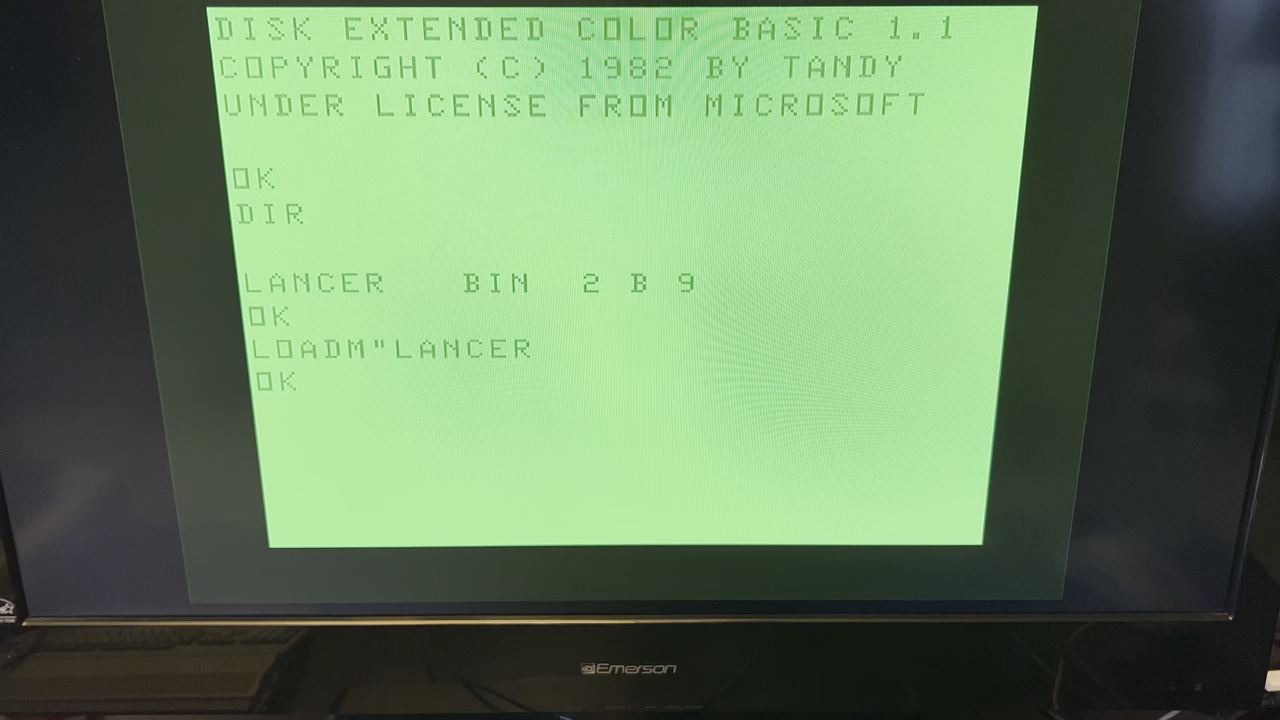 DISK EXTENDED COLOR BASIC 1.1
COPYRIGHT (C) 1982 BY TANDY
UNDER LICENSE FROM MICROSOFT
OK
DIR
LANCER BIN 2 B 9
OK
LOADM"LANCER
OK
Emerson